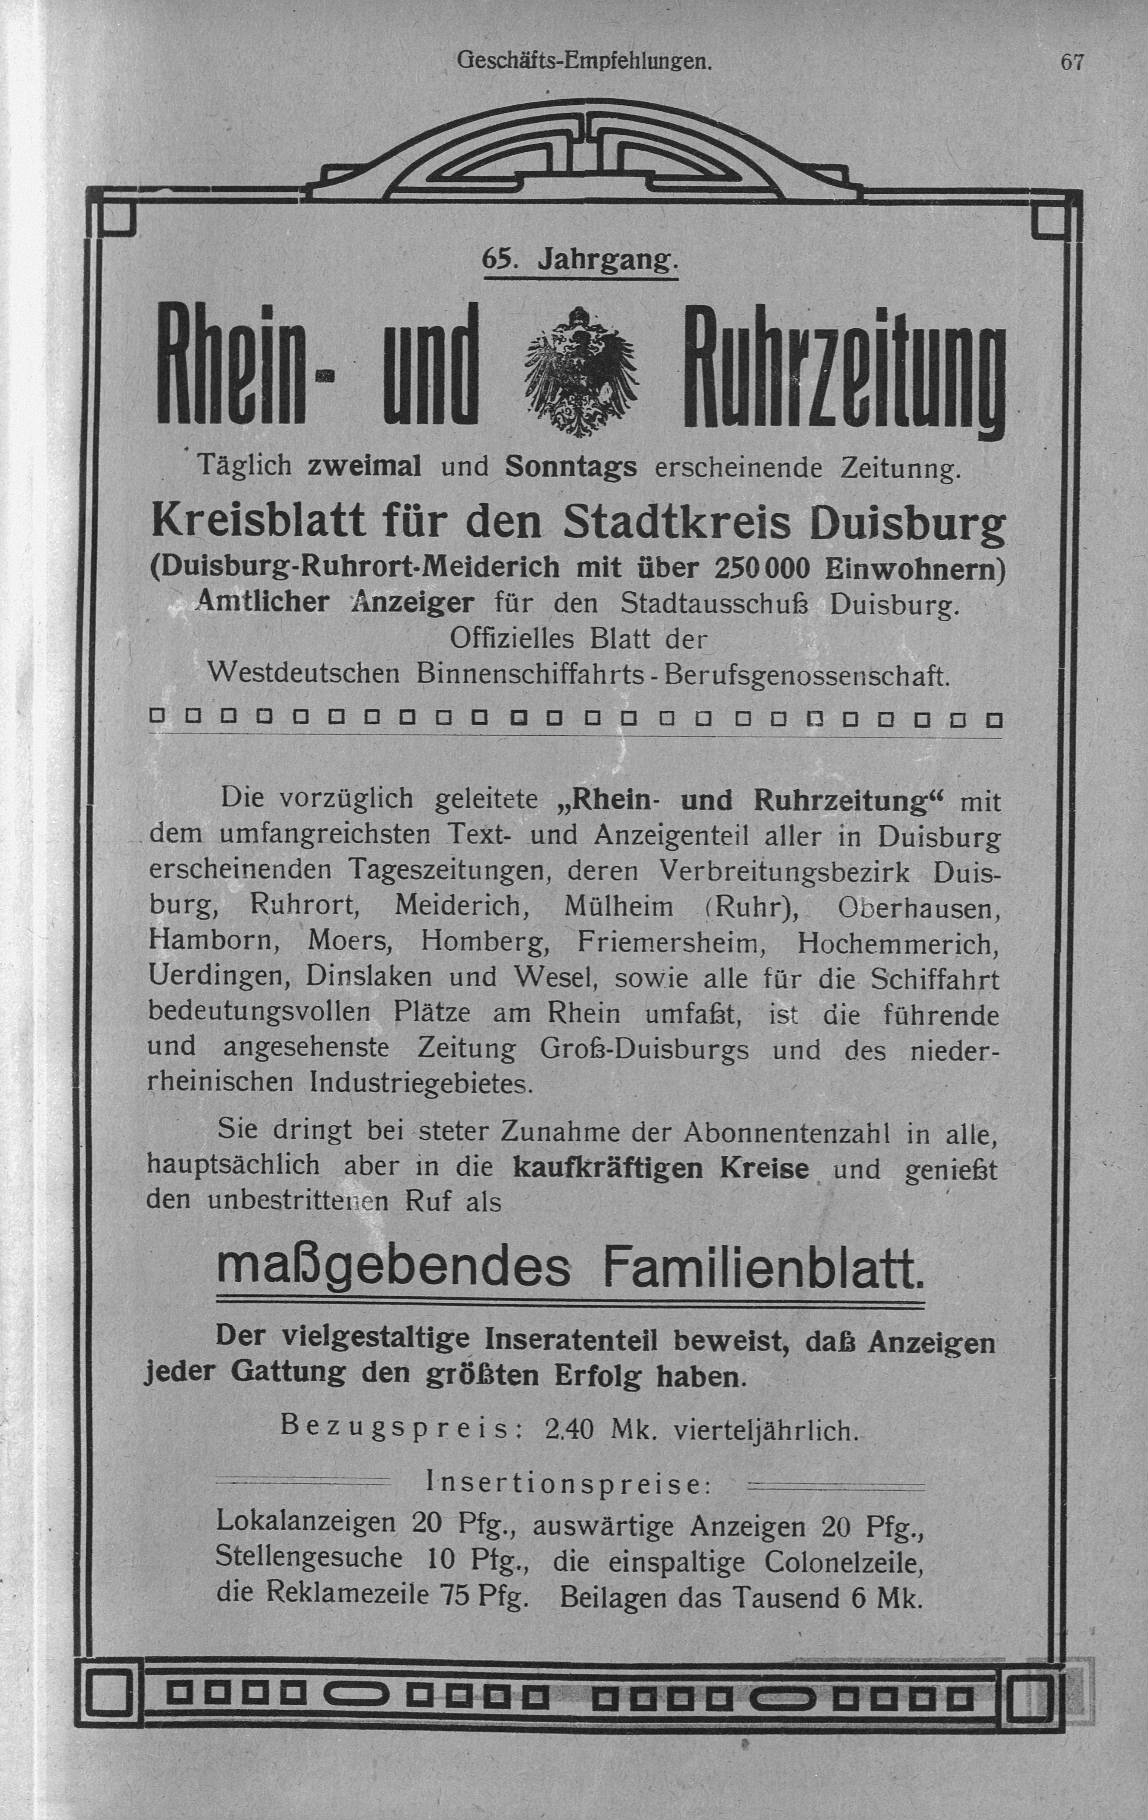 Geschäfts-Empfehlungen. 67
65. Jahrgang.
Rhein- und Ruhrzeitung
Täglich zweimal und Sonntags erscheinende Zeitunng.
Kreisblatt für den Stadtkreis Duisburg
(Duisburg-Ruhrort-Meiderich mit über 250000 Einwohnern)
Amtlicher Anzeiger für den Stadtausschuß Duisburg.
Offizielles Blatt der
Westdeutschen Binnenschiffahrts-Berufsgenossenschaft.
Die vorzüglich geleitete „Rhein- und Ruhrzeitung“ mit
dem umfangreichsten Text- und Anzeigenteil aller in Duisburg
erscheinenden Tageszeitungen, deren Verbreitungsbezirk Duis-
burg, Ruhrort, Meiderich, Mülheim (Ruhr), Oberhausen,
Hamborn, Moers, Homberg, Friemersheim, Hochemmerich,
Uerdingen, Dinslaken und Wesel, sowie alle für die Schiffahrt
bedeutungsvollen Plätze am Rhein umfaßt, ist die führende
und angesehenste Zeitung Groß-Duisburgs und des nieder-
rheinischen Industriegebietes.
Sie dringt bei steter Zunahme der Abonnentenzahl in alle,
hauptsächlich aber in die kaufkräftigen Kreise und genießt
den unbestrittenen Ruf als
maßgebendes Familienblatt.
Der vielgestaltige Inseratenteil beweist, daß Anzeigen
jeder Gattung den größten Erfolg haben.
Bezugspreis: 2.40 Mk. vierteljährlich.
Insertionspreise:
Lokalanzeigen 20 Pfg., auswärtige Anzeigen 20 Pfg.,
Stellengesuche 10 Pfg., die einspaltige Colonelzeile,
die Reklamezeile 75 Pfg. Beilagen das Tausend 6 Mk.